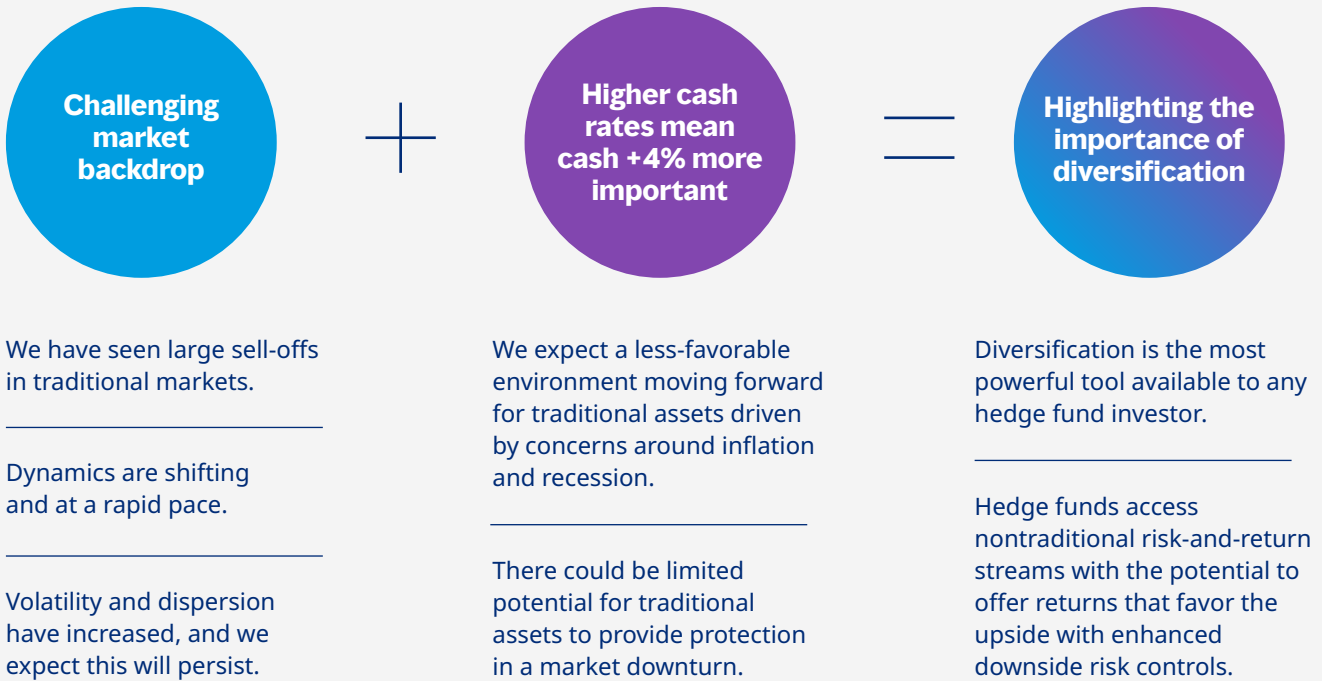 Challenging
market
backdrop
+
Higher cash
rates mean
cash +4% more
important
=
Highlighting the
importance of
diversification
We have seen large sell-offs
in traditional markets.
Dynamics are shifting
and at a rapid pace.
Volatility and dispersion
have increased, and we
expect this will persist.
We expect a less-favorable
environment moving forward
for traditional assets driven
by concerns around inflation
and recession.
There could be limited
potential for traditional
assets to provide protection
in a market downturn.
Diversification is the most
powerful tool available to any
hedge fund investor.
Hedge funds access
nontraditional risk-and-return
streams with the potential to
offer returns that favor the
upside with enhanced
downside risk controls.